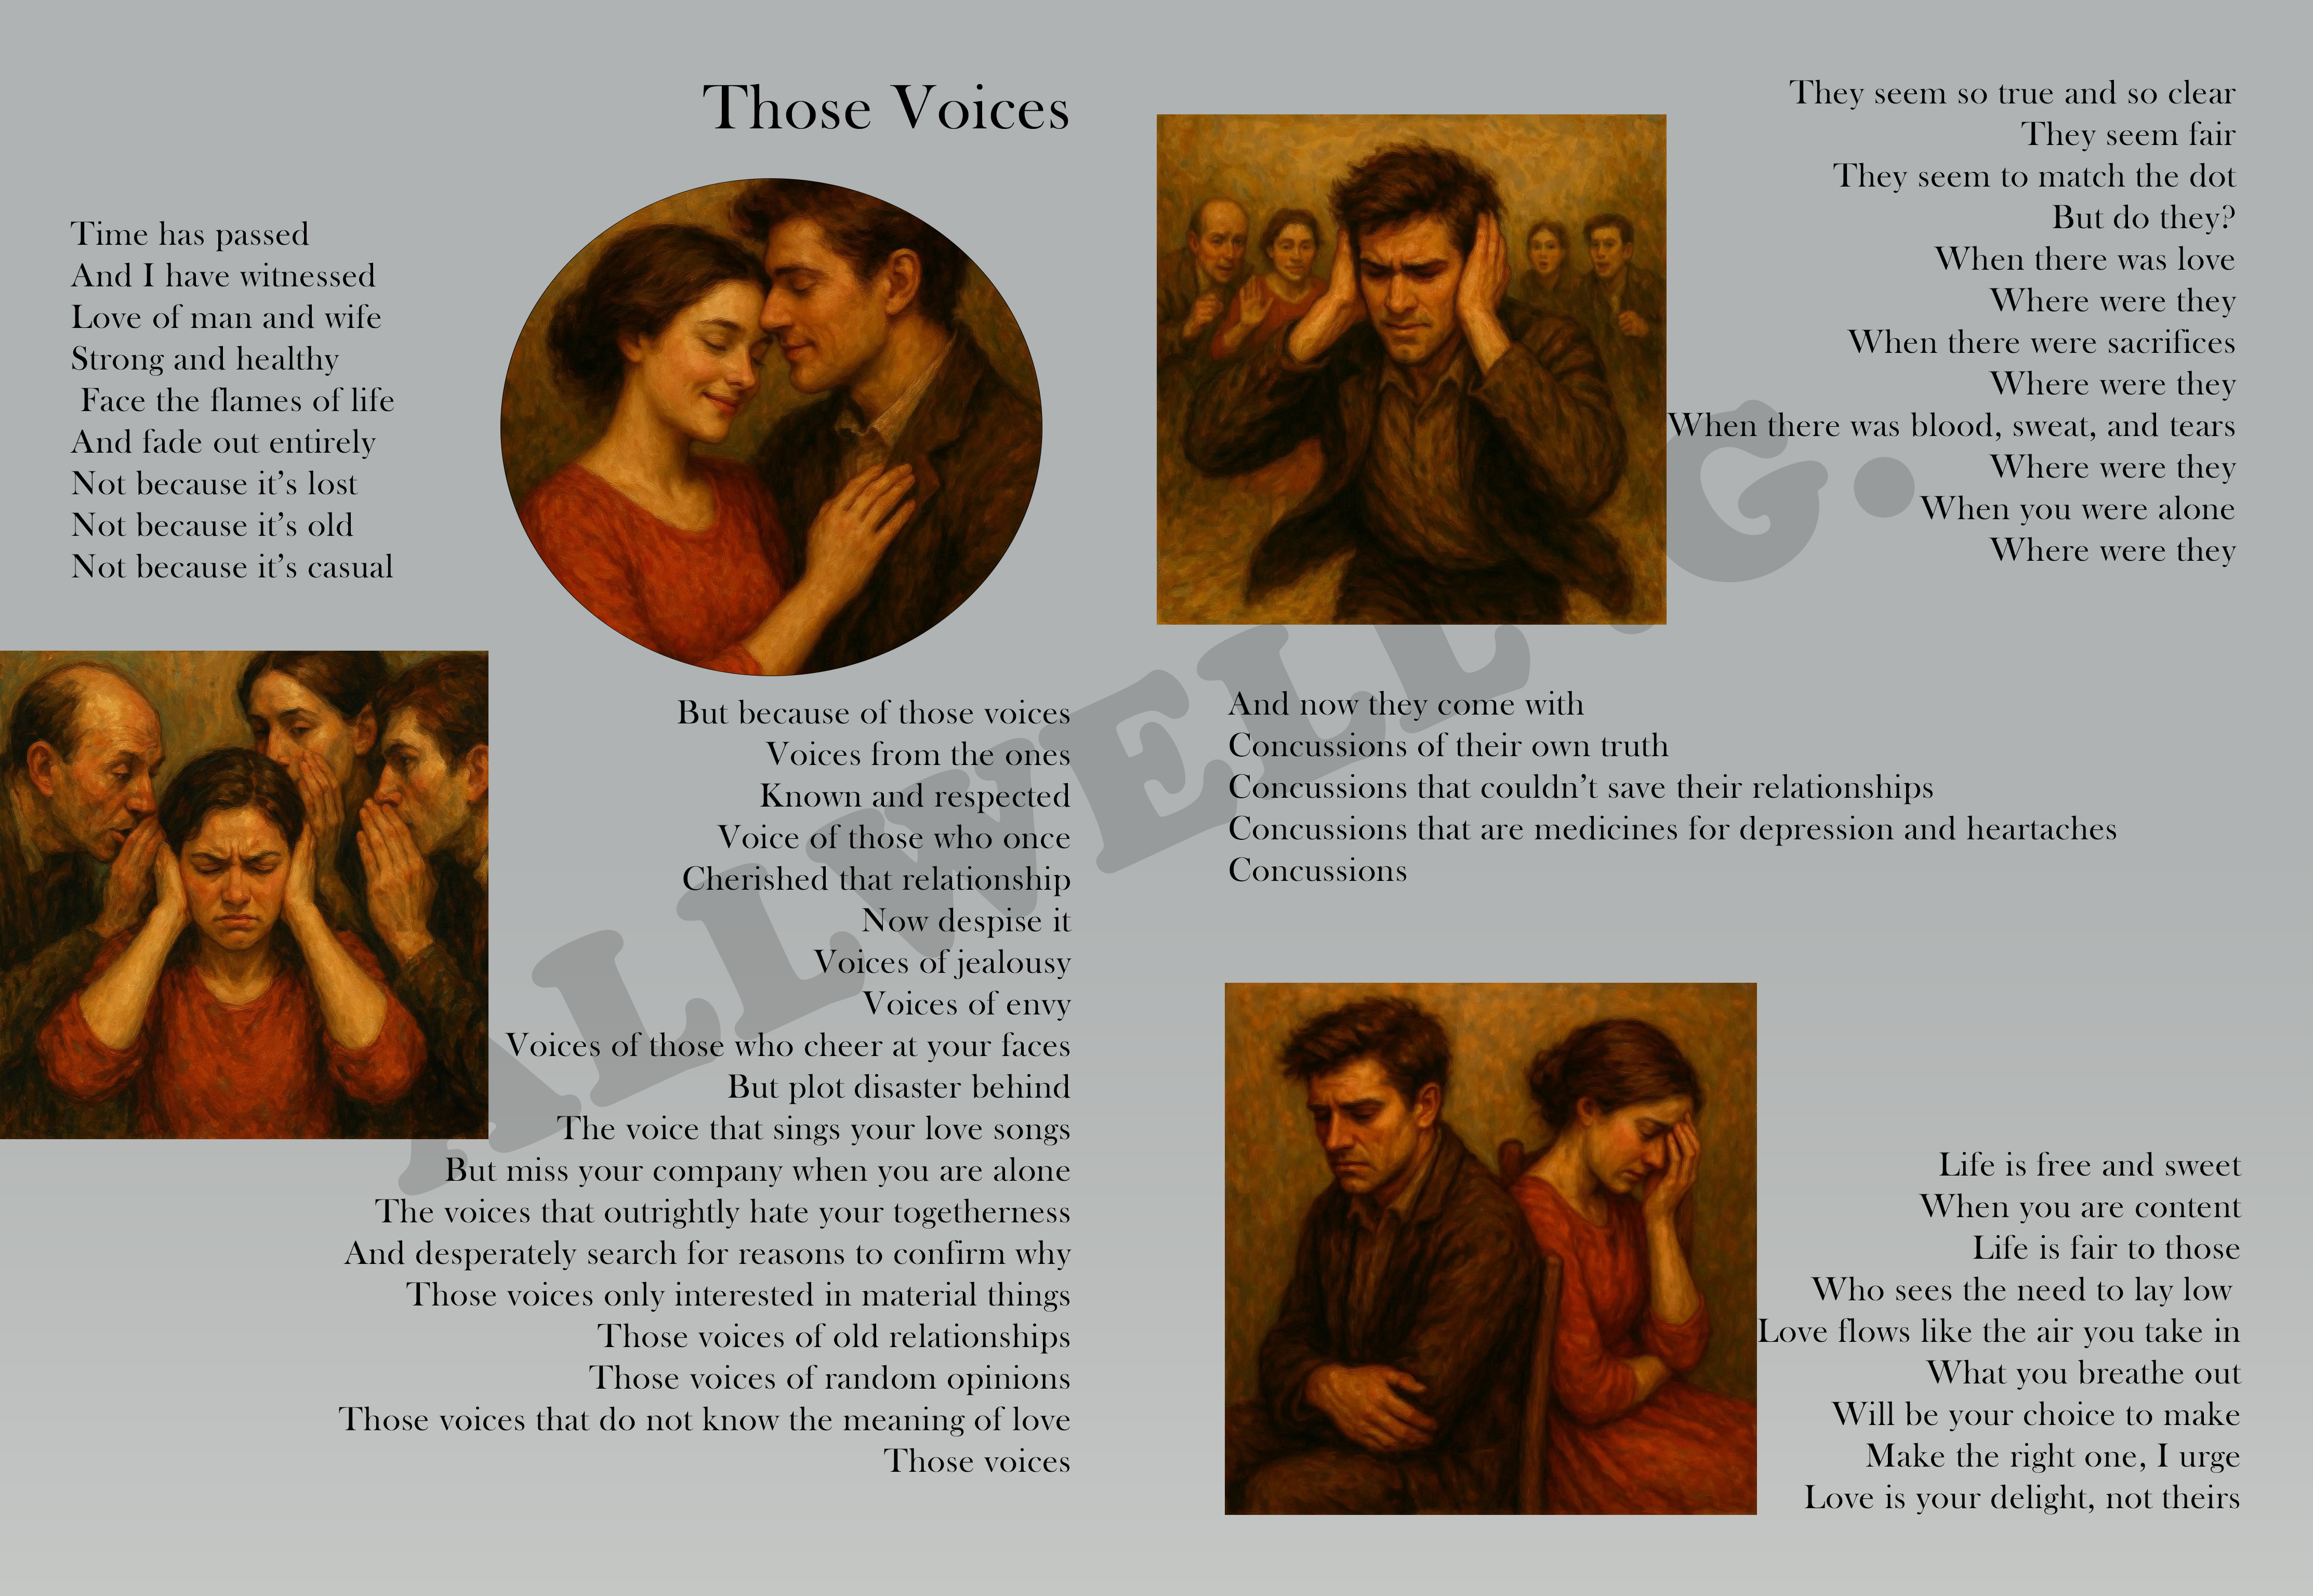 Those Voices
Time has passed
And I have witnessed
Love of man and wife
Strong and healthy
Face the flames of life
And fade out entirely
Not because it’s lost
Not because it’s old
Not because it’s casual
But because of those voices
Voices from the ones
Known and respected
Voice of those who once
Cherished that relationship
Now despise it
Voices of jealousy
Voices of envy
Voices of those who cheer at your faces
But plot disaster behind
The voice that sings your love songs
But miss your company when you are alone
The voices that outrightly hate your togetherness
And desperately search for reasons to confirm why
Those voices only interested in material things
Those voices of old relationships
Those voices of random opinions
Those voices that do not know the meaning of love
Those voices
They seem so true and so clear
They seem fair
They seem to match the dot
But do they?
When there was love
Where were they
When there were sacrifices
Where were they
When there was blood, sweat, and tears
Where were they
When you were alone
Where were they
And now they come with
Concussions of their own truth
Concussions that couldn’t save their relationships
Concussions that are medicines for depression and heartaches
Concussions
Life is free and sweet
When you are content
Life is fair to those
Who sees the need to lay low
Love flows like the air you take in
What you breathe out
Will be your choice to make
Make the right one, I urge
Love is your delight, not theirs
ALLWELL G.